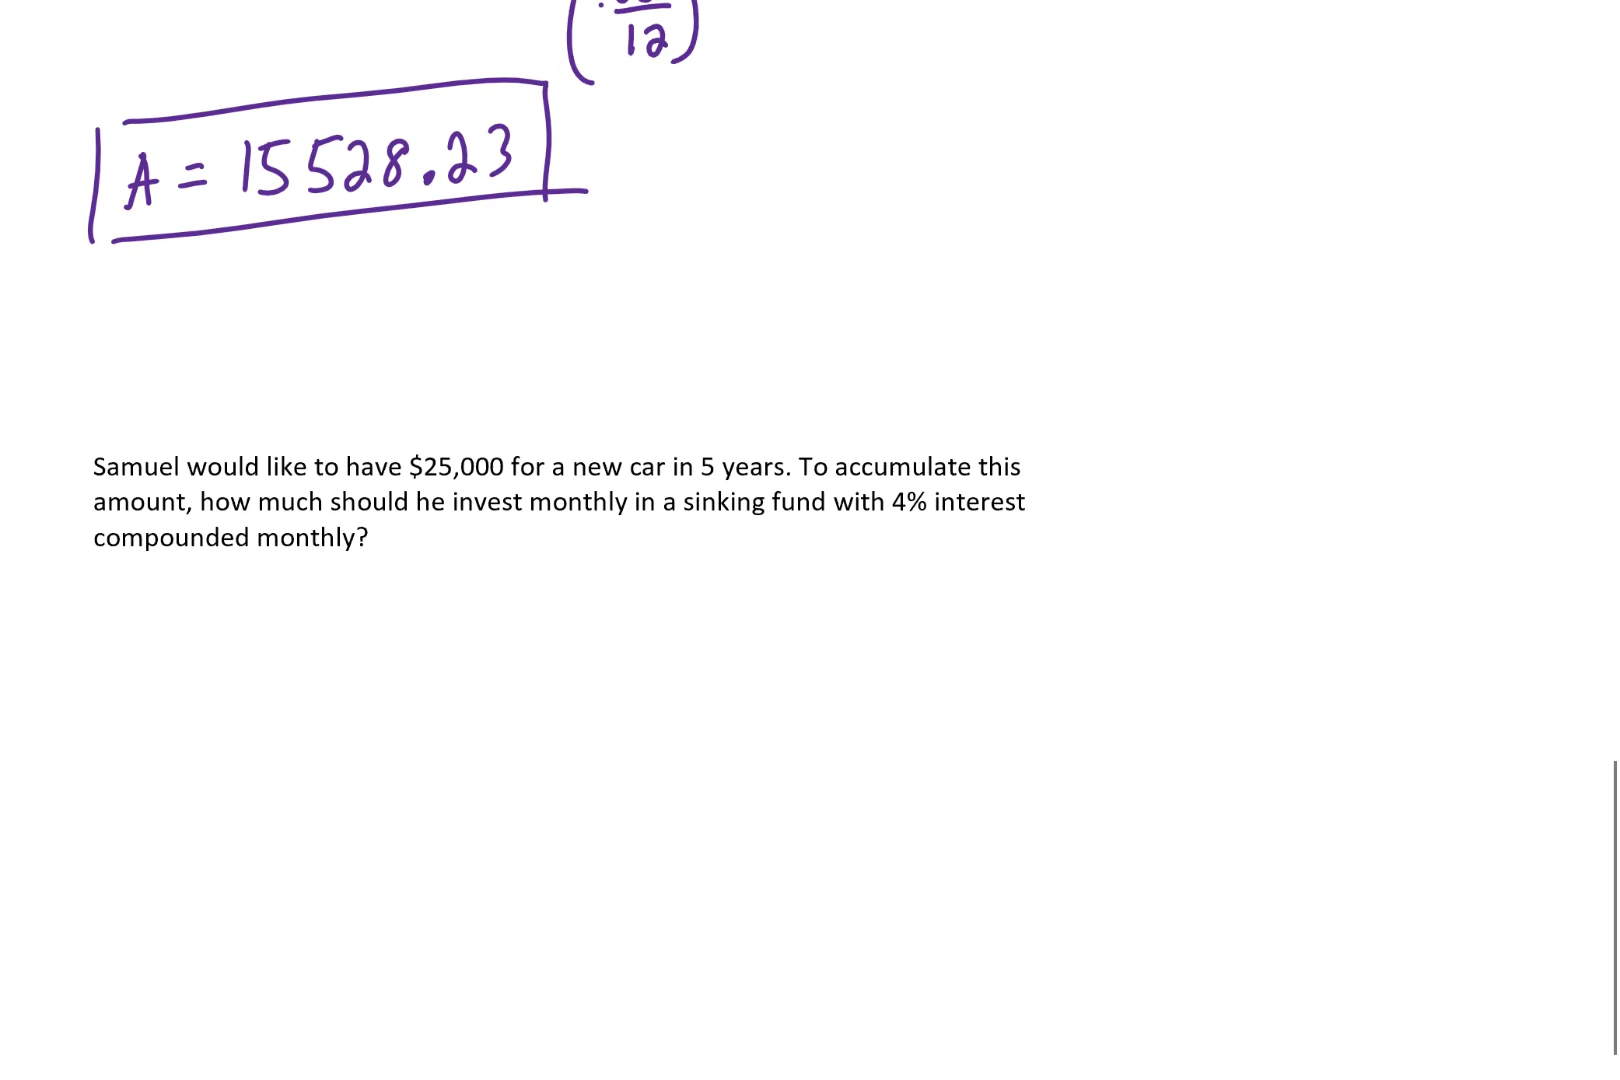 12)
A = 15528.23
Samuel would like to have $25,000 for a new car in 5 years. To accumulate this
amount, how much should he invest monthly in a sinking fund with 4% interest
compounded monthly?